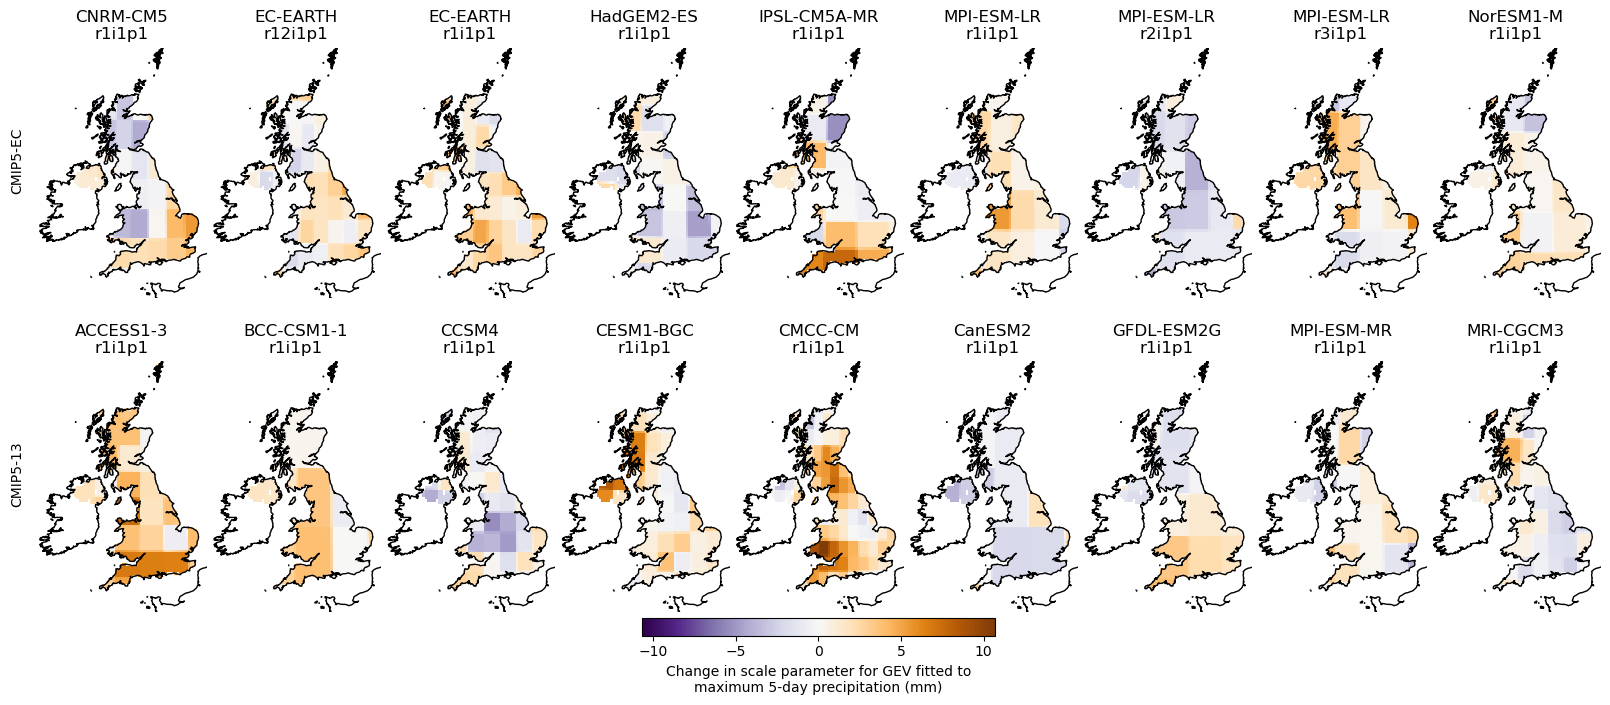 CNRM-CM5 EC-EARTH EC-EARTH HadGEM2-ES IPSL-CM5A-MR MPI-ESM-LR MPI-ESM-LR MPI-ESM-LR NorESM1-M
r1i1p1 r12i1p1 r1i1p1 r1i1p1 r1i1p1 r1i1p1 r2i1p1 r3i1p1 r1i1p1
CMIP5-EC
ACCESS1-3 BCC-CSM1-1 CCSM4 CESM1-BGC CMCC-CM CanESM2 GFDL-ESM2G MPI-ESM-MR MRI-CGCM3
r1i1p1 r1i1p1 r1i1p1 r1i1p1 r1i1p1 r1i1p1 r1i1p1 r1i1p1 r1i1p1
CMIP5-13
−10 −5 0 5 10
Change in scale parameter for GEV fitted to
maximum 5-day precipitation (mm)